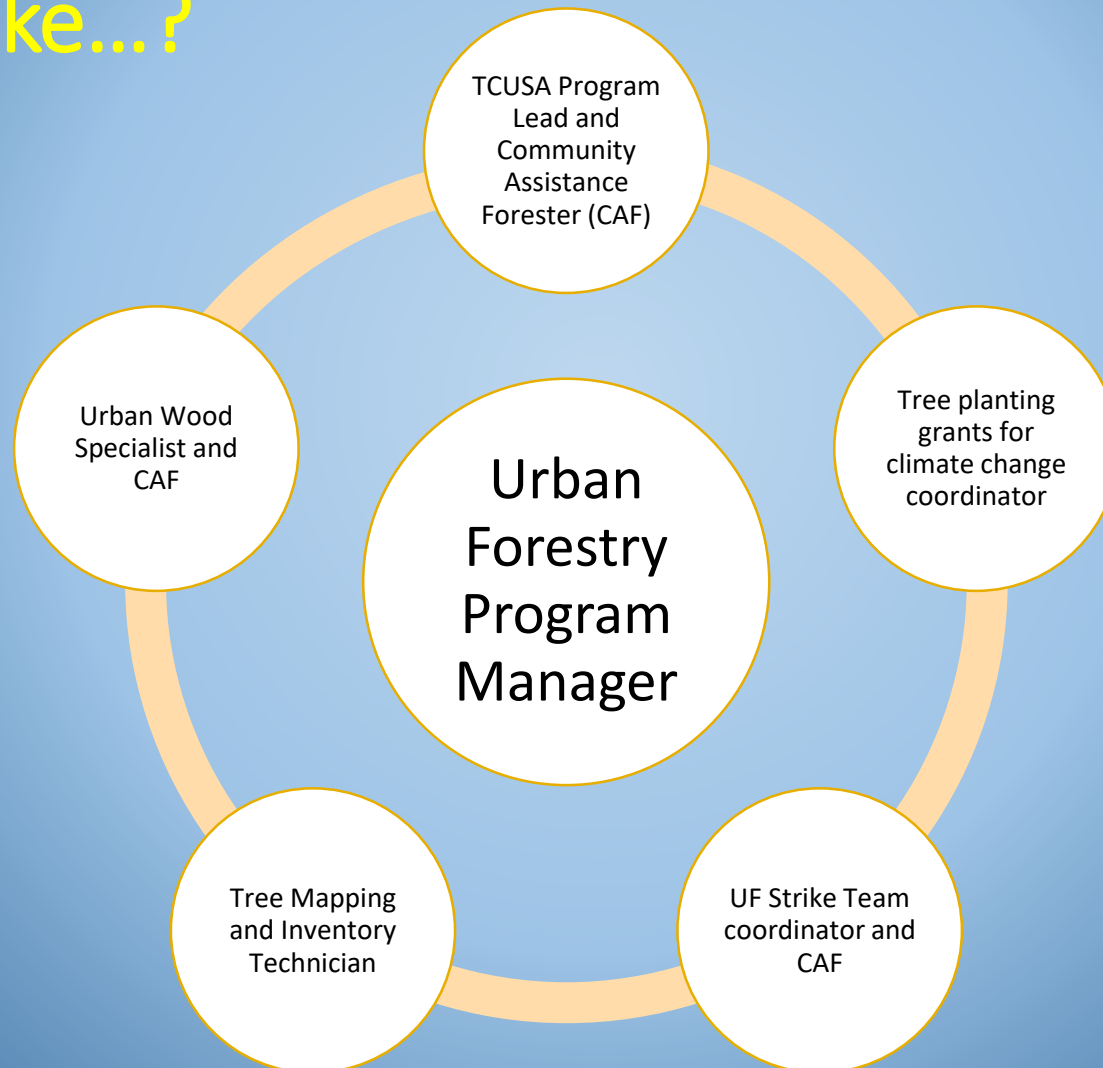 ke...?
TCUSA Program
Lead and
Community
Assistance
Forester (CAF)
Urban Wood
Specialist and
CAF
Tree planting
grants for
climate change
coordinator
Urban
Forestry
Program
Manager
Tree Mapping
and Inventory
Technician
UF Strike Team
coordinator and
CAF